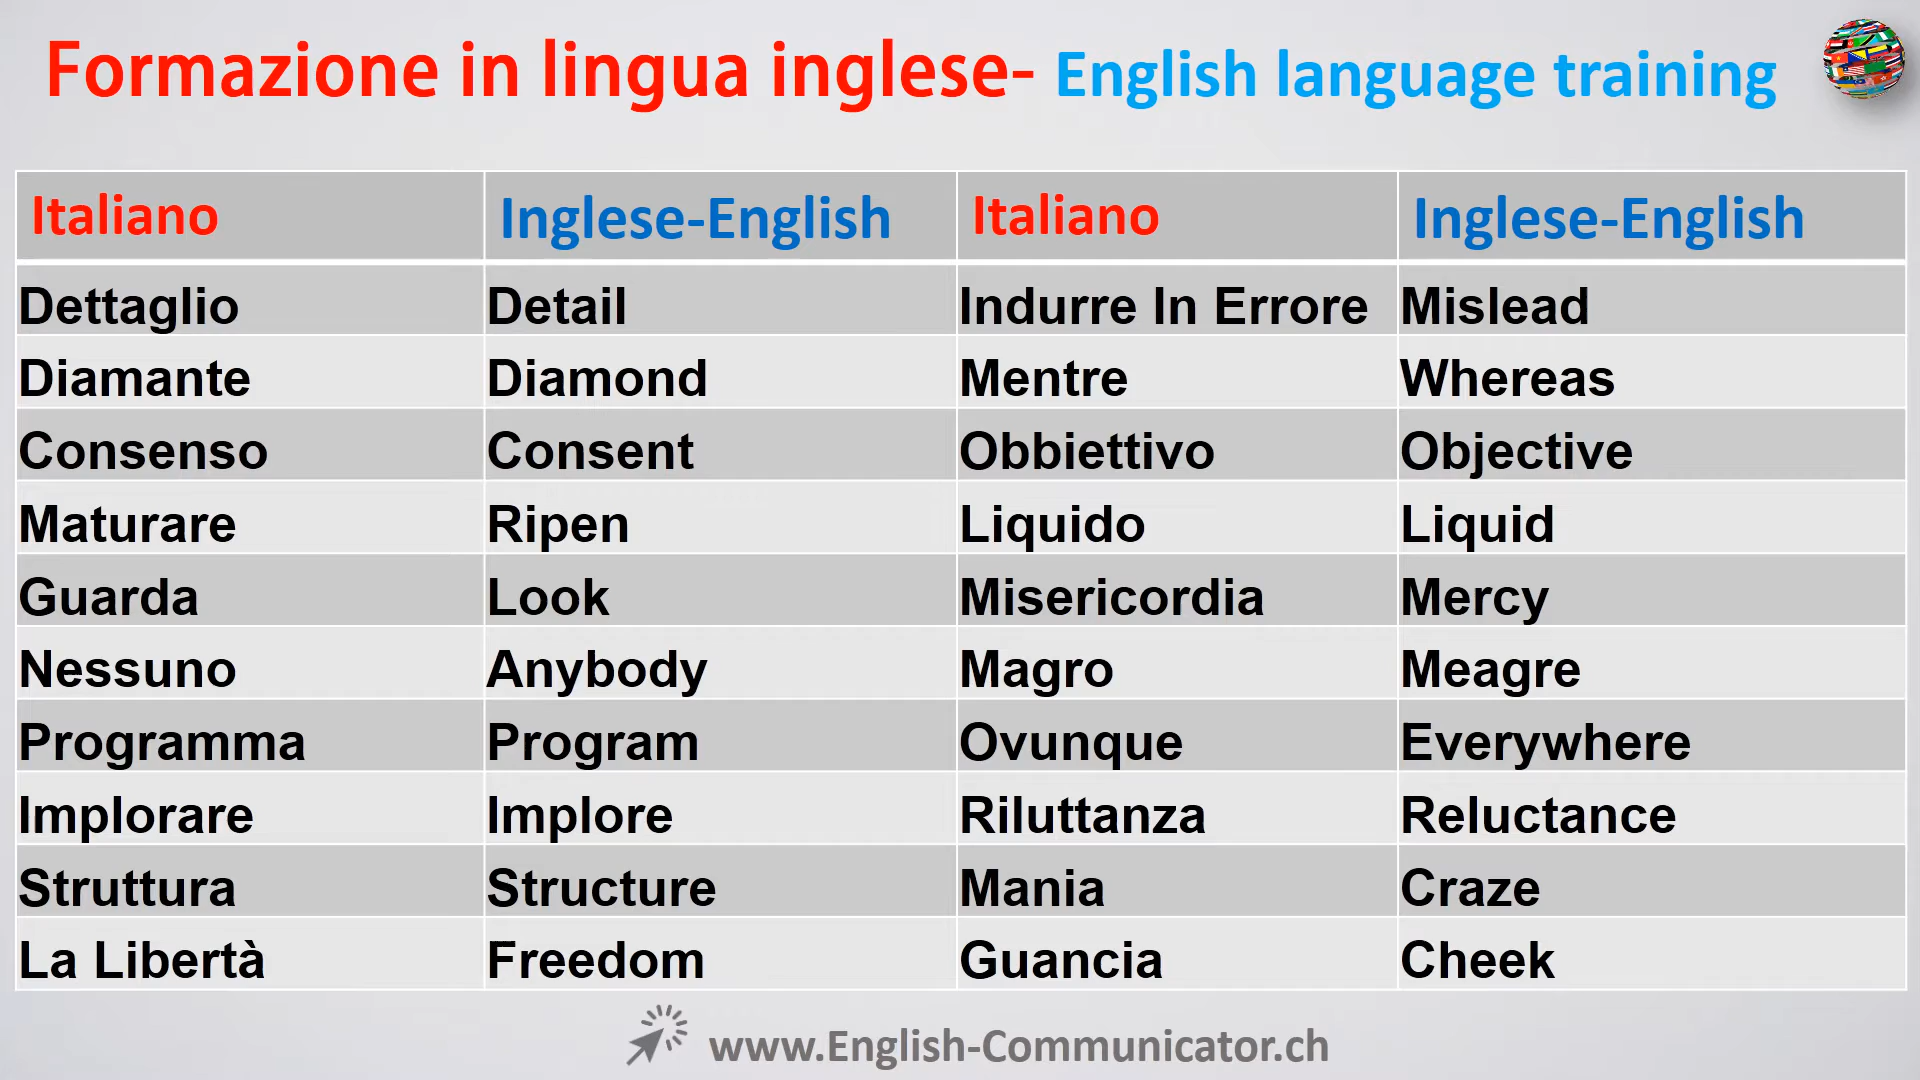 Formazione in lingua inglese- English language training
Italiano Inglese-English Italiano Inglese-English
Dettaglio Detail Indurre In Errore Mislead
Diamante Diamond Mentre Whereas
Consenso Consent Obbiettivo Objective
Maturare Ripen Liquido Liquid
Guarda Look Misericordia Mercy
Nessuno Anybody Magro Meagre
Programma Program Ovunque Everywhere
Implorare Implore Riluttanza Reluctance
Struttura Structure Mania Craze
La Libertà Freedom Guancia Cheek
www.English-Communicator.ch